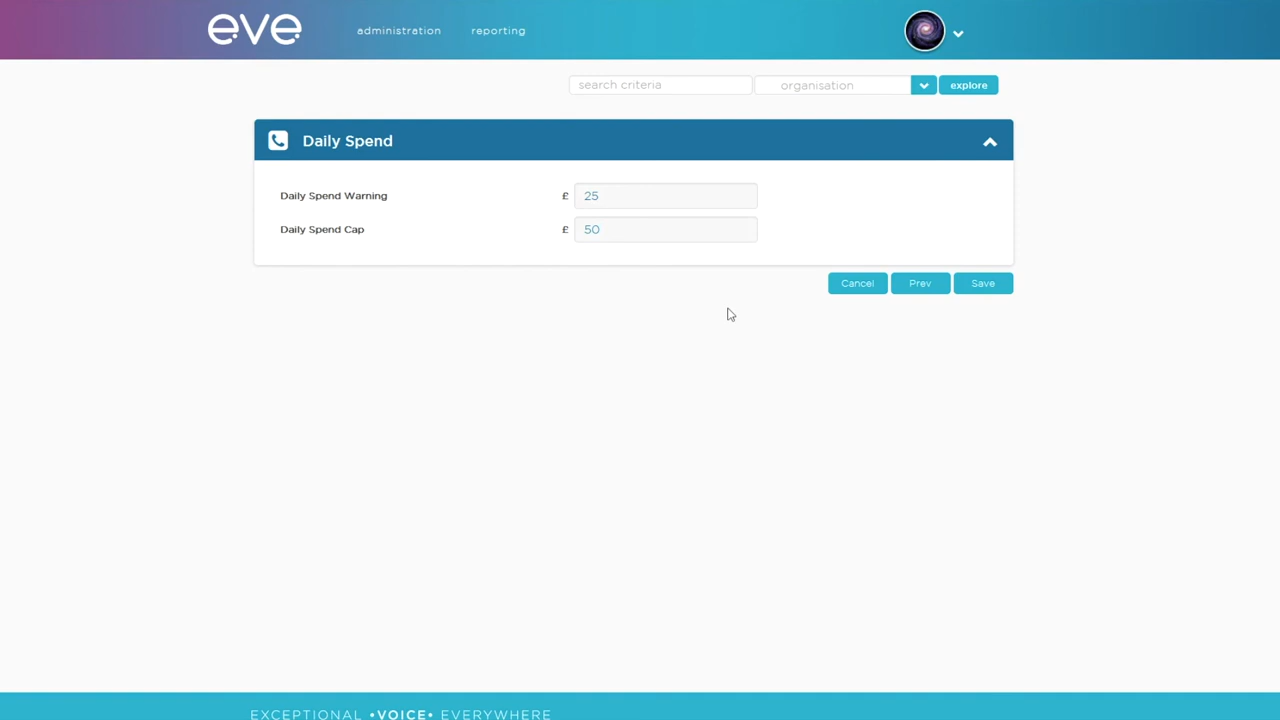 eve
administration reporting
search criteria organisation explore
Daily Spend
Daily Spend Warning £ 25
Daily Spend Cap £ 50
Cancel Prev Save
EXCEPTIONAL •VOICE• EVERYWHERE